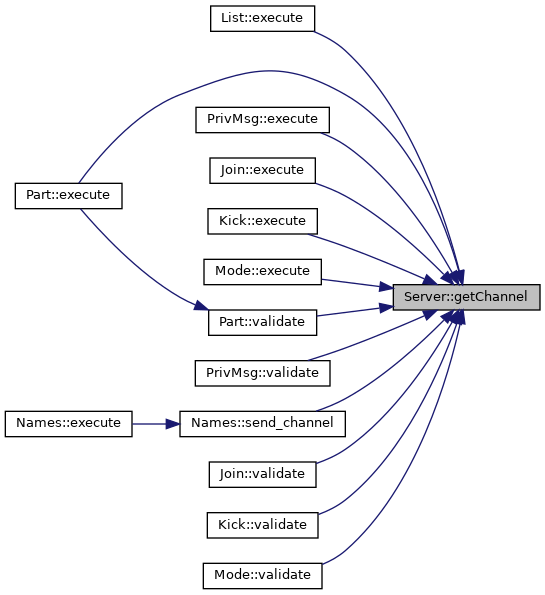 List::execute
PrivMsg::execute
Join::execute
Part::execute
Kick::execute
Mode::execute
Server::getChannel
Part::validate
PrivMsg::validate
Names::execute
Names::send_channel
Join::validate
Kick::validate
Mode::validate